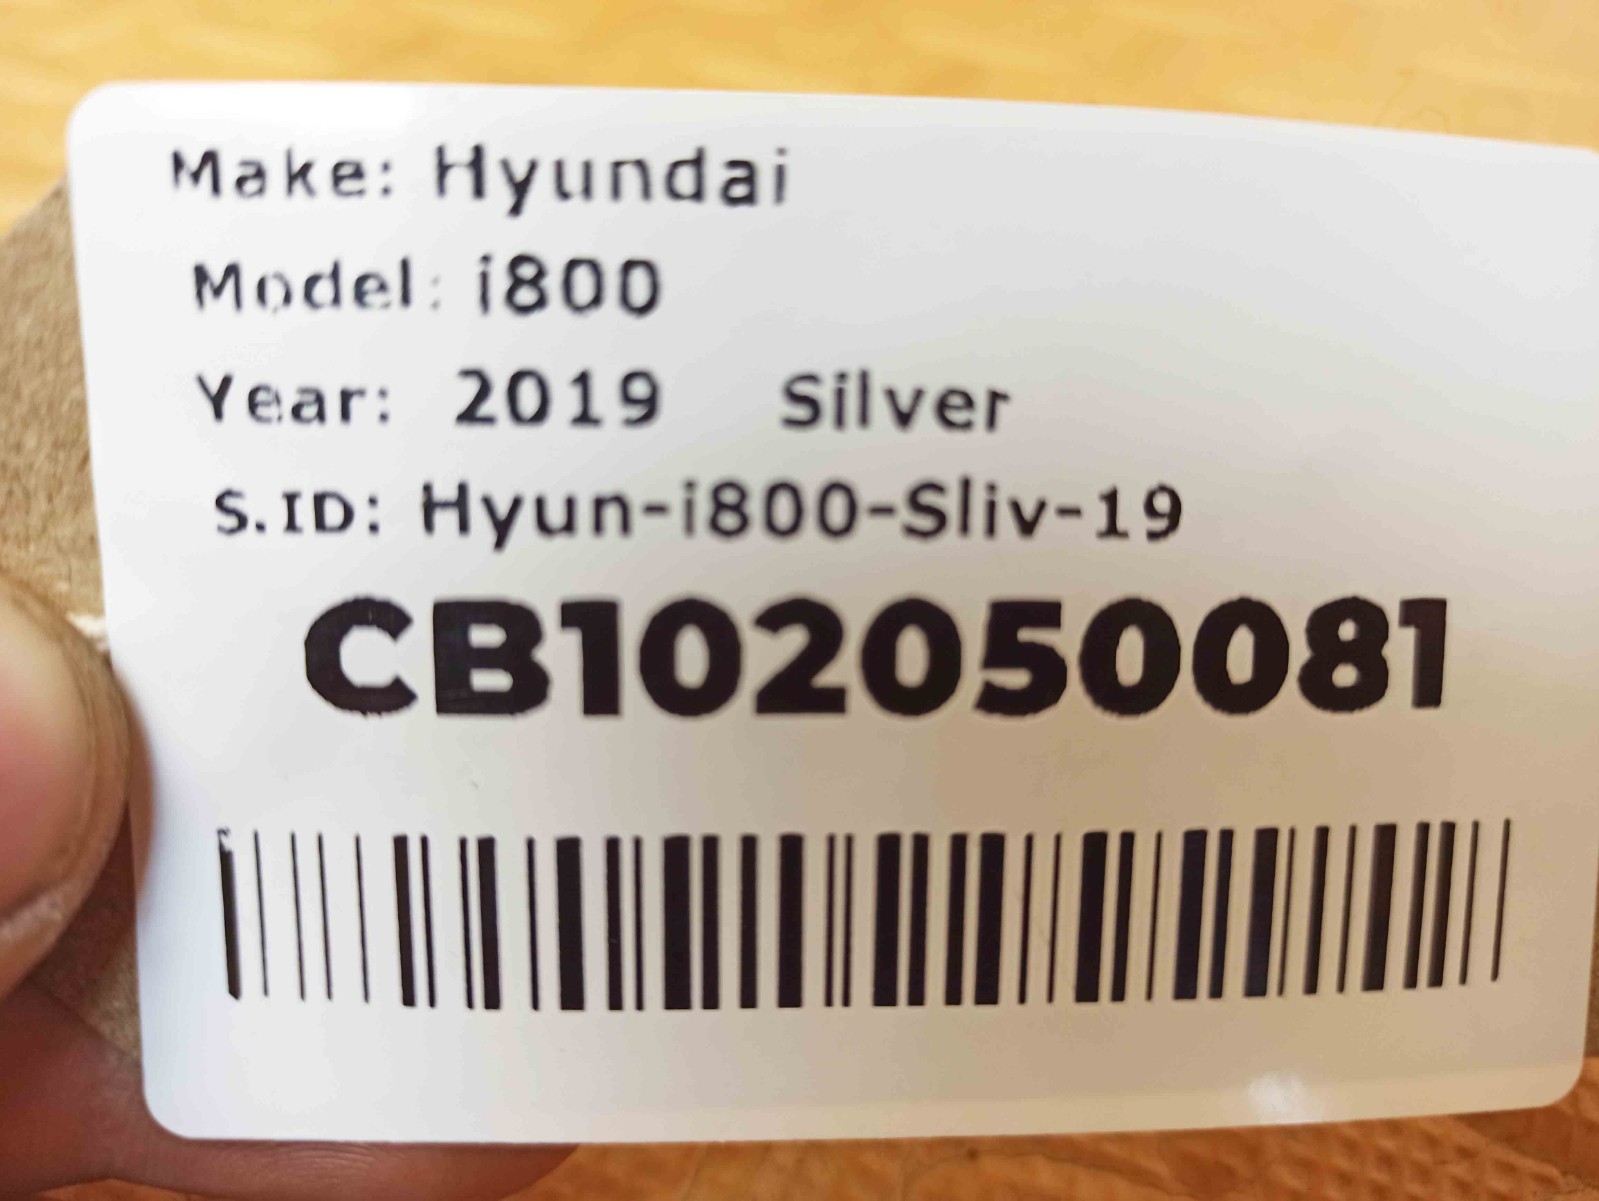 Make: Hyundai
Model: i800
Year: 2019 Silver
S.ID: Hyun-i800-Sliv-19
CB102050081